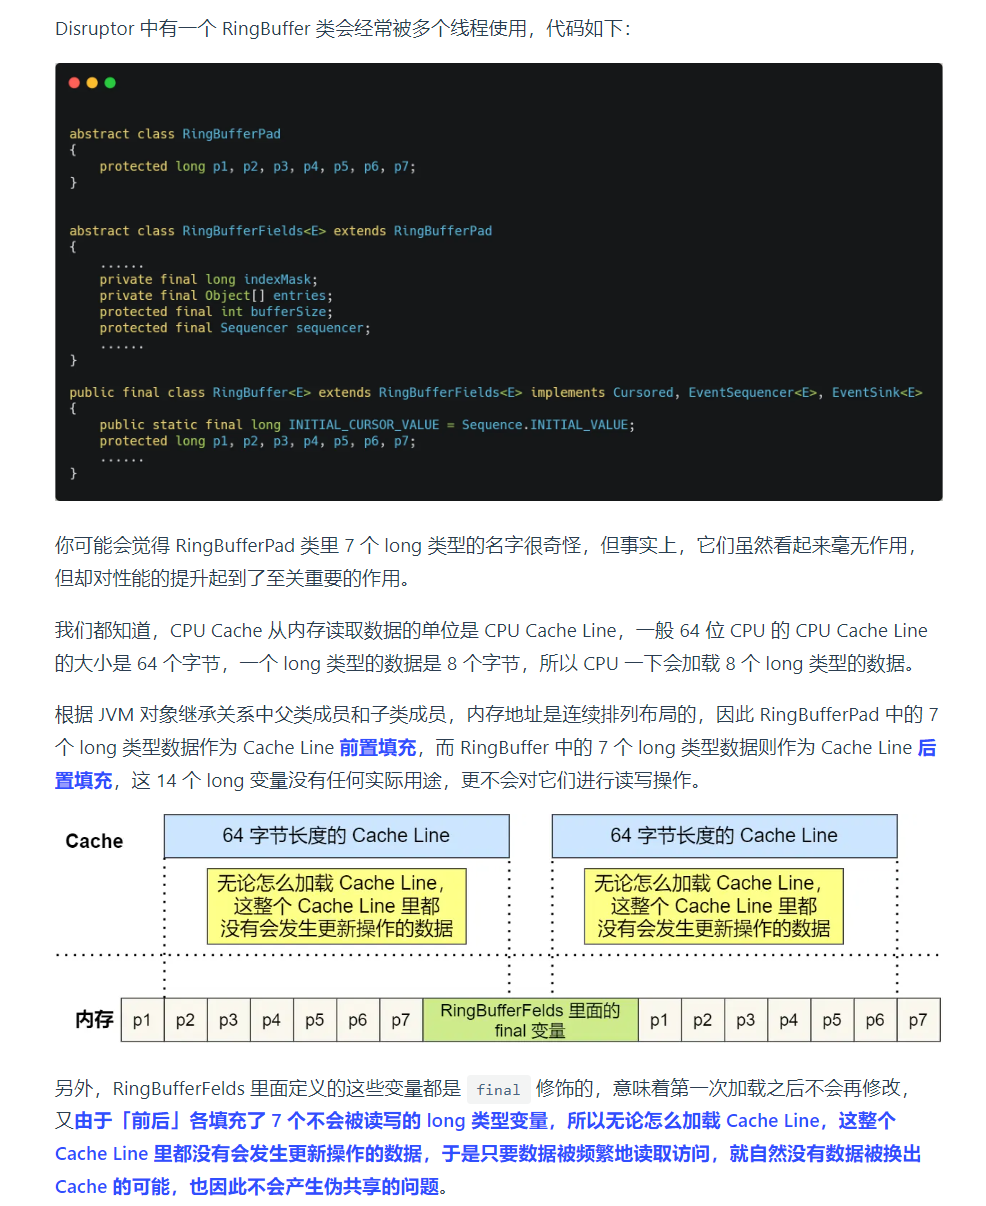 Disruptor 中有一个 RingBuffer 类会经常被多个线程使用，代码如下：
abstract class RingBufferPad
{
    protected long p1, p2, p3, p4, p5, p6, p7;
}
abstract class RingBufferFields<E> extends RingBufferPad
{
    ......
    private final long indexMask;
    private final Object[] entries;
    protected final int bufferSize;
    protected final Sequencer sequencer;
    ......
}
public final class RingBuffer<E> extends RingBufferFields<E> implements Cursored, EventSequencer<E>, EventSink<E>
{
    public static final long INITIAL_CURSOR_VALUE = Sequence.INITIAL_VALUE;
    protected long p1, p2, p3, p4, p5, p6, p7;
    ......
}
你可能会觉得 RingBufferPad 类里 7 个 long 类型的名字很奇怪，但事实上，它们虽然看起来毫无作用，
但却对性能的提升起到了至关重要的作用。
我们都知道，CPU Cache 从内存读取数据的单位是 CPU Cache Line，一般 64 位 CPU 的 CPU Cache Line
的大小是 64 个字节，一个 long 类型的数据是 8 个字节，所以 CPU 一下会加载 8 个 long 类型的数据。
根据 JVM 对象继承关系中父类成员和子类成员，内存地址是连续排列布局的，因此 RingBufferPad 中的 7
个 long 类型数据作为 Cache Line 前置填充，而 RingBuffer 中的 7 个 long 类型数据则作为 Cache Line 后
置填充，这 14 个 long 变量没有任何实际用途，更不会对它们进行读写操作。
Cache
64 字节长度的 Cache Line
64 字节长度的 Cache Line
无论怎么加载 Cache Line，
这整个 Cache Line 里都
没有会发生更新操作的数据
无论怎么加载 Cache Line，
这整个 Cache Line 里都
没有会发生更新操作的数据
内存
p1 p2 p3 p4 p5 p6 p7
RingBufferFelds 里面的
final 变量
p1 p2 p3 p4 p5 p6 p7
另外，RingBufferFelds 里面定义的这些变量都是 final 修饰的，意味着第一次加载之后不会再修改，
又由于「前后」各填充了 7 个不会被读写的 long 类型变量，所以无论怎么加载 Cache Line，这整个
Cache Line 里都没有会发生更新操作的数据，于是只要数据被频繁地读取访问，就自然没有数据被换出
Cache 的可能，也因此不会产生伪共享的问题。